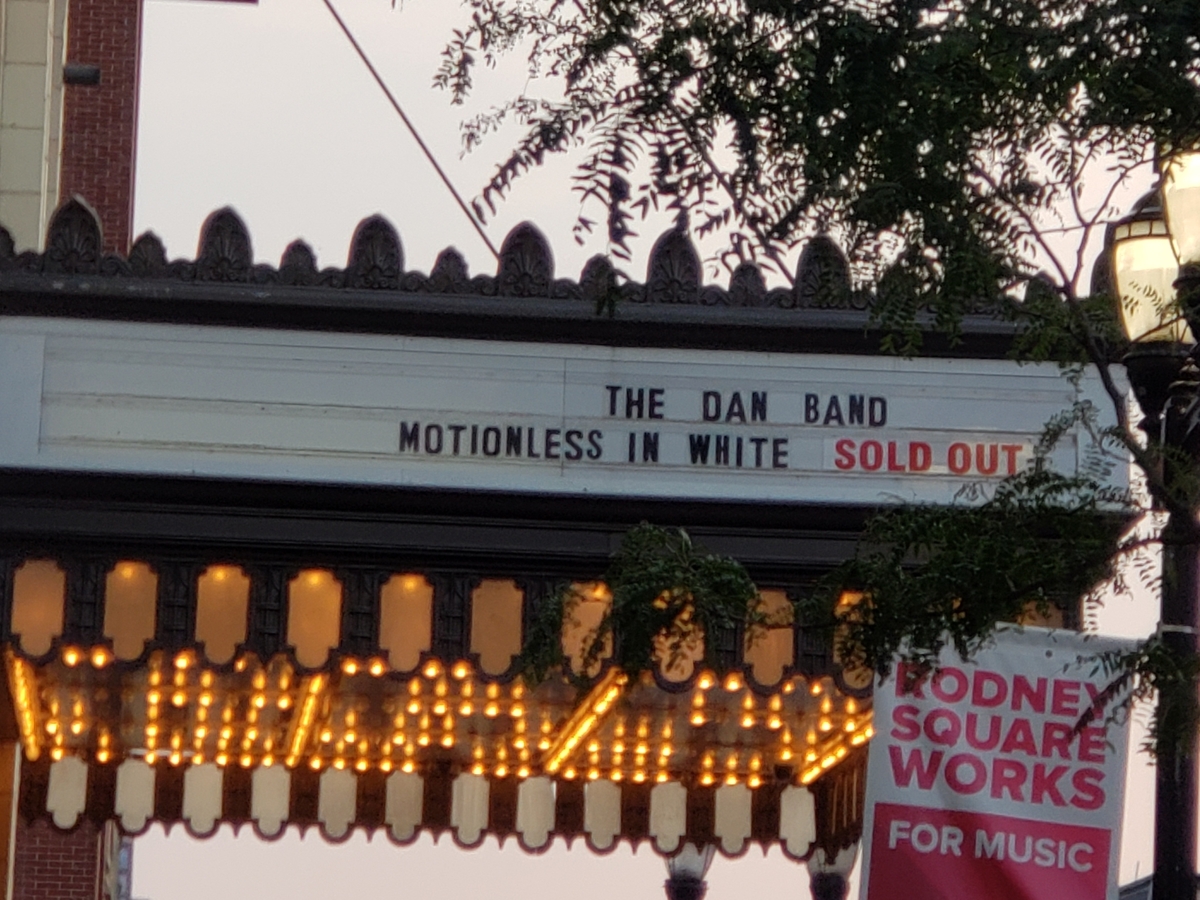 THE DAN BAND
MOTIONLESS IN WHITE SOLD OUT
RODNEY
SQUARE
WORKS
FOR MUSIC